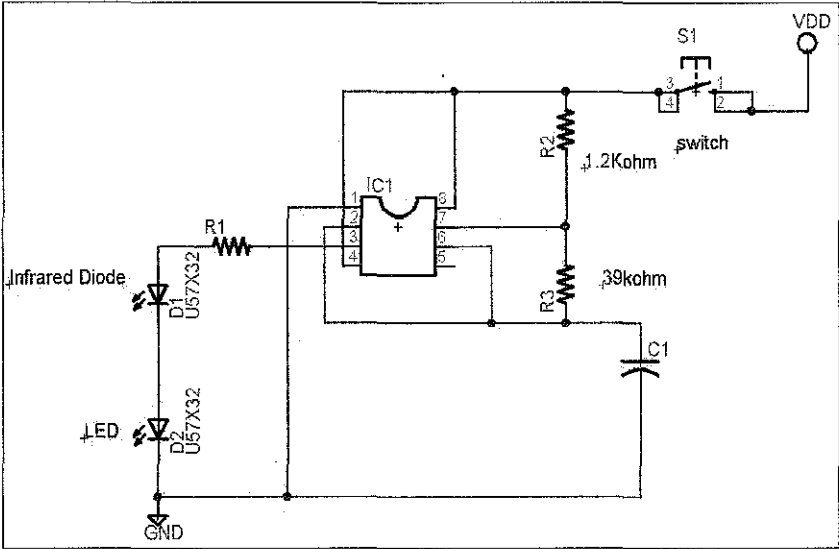 VDD
S1
3
1
4
2
switch
R2
1.2Kohm
IC1
1
8
2
7
3
6
4
5
R1
Infrared Diode
D1
U57X32
R3
39kohm
C1
LED
D2
U57X32
GND